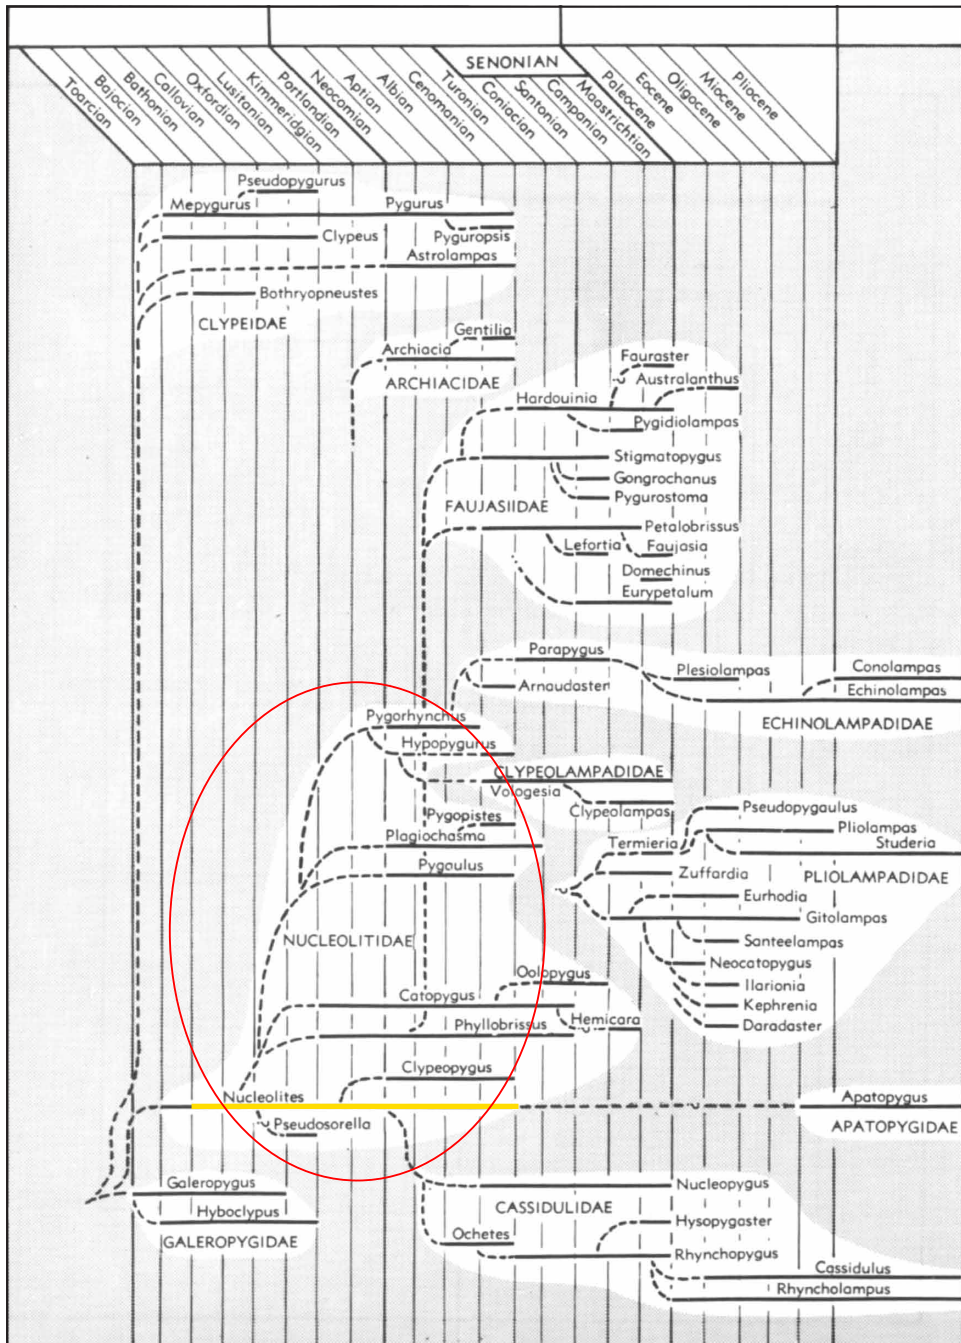 SENONIAN
Toarcian
Bajocian
Bathonian
Callovian
Oxfordian
Lusitanian
Kimmeridgian
Portlandian
Neocomian
Aptian
Albian
Cenomanian
Turonian
Coniacian
Santonian
Campanian
Maastrichtian
Paleocene
Eocene
Oligocene
Miocene
Pliocene
Pseudopygurus
Mepygurus Pygurus
Clypeus Pyguropsis
Astrolampas
Bothryopneustes
CLYPEIDAE
Gentilia
Archiacia
ARCHIACIDAE
Fauraster
Australanthus
Hardouinia
Pygidiolampas
Stigmatopygus
Gongrochanus
Pygurostoma
FAUJASIIDAE
Petalobrissus
Lefortia Faujasia
Domechinus
Eurypetalum
Parapygus
Plesiolampas Conolampas
Arnaudaster Echinolampas
ECHINOLAMPADIDAE
Pygorhynchus
Hypopygurus
CLYPEOLAMPADIDAE
Vologesia
Clypeolampas
Pygopistes
Plagiochasma
Pygaulus
Pseudopygaulus
Pliolampas
Termieria Studeria
Zuffardia PLIOLAMPADIDAE
Eurhodia
Gitolampas
Santeelampas
Neocatopygus
Ilarionia
Kephrenia
Daradaster
NUCLEOLITIDAE
Oolopygus
Catopygus
Phyllobrissus Hemicara
Clypeopygus
Nucleolites Apatopygus
Pseudosorella APATOPYGIDAE
Galeropygus Nucleopygus
Hyboclypus CASSIDULIDAE
GALEROPYGIDAE
Hysopygaster
Ochetes
Rhynchopygus
Cassidulus
Rhyncholampus